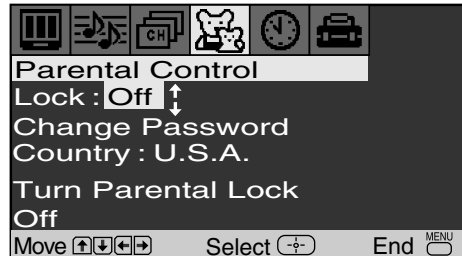 CH
Parental Control
Lock : Off
Change Password
Country : U.S.A.
Turn Parental Lock
Off
Move Select End MENU